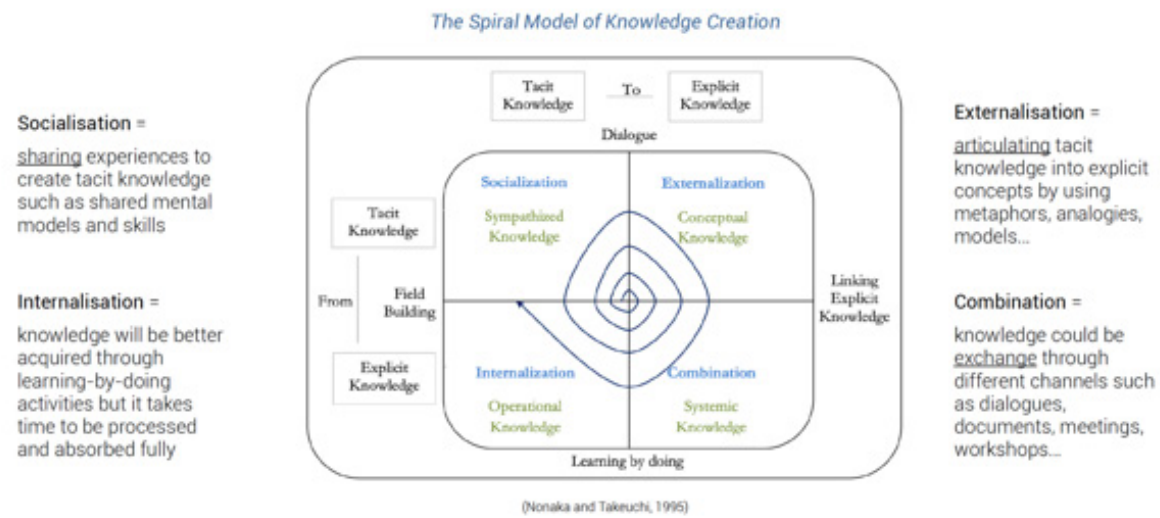 The Spiral Model of Knowledge Creation
Socialisation =
sharing experiences to
create tacit knowledge
such as shared mental
models and skills
Internalisation =
knowledge will be better
acquired through
learning-by-doing
activities but it takes
time to be processed
and absorbed fully
Tacit
Knowledge
To
Explicit
Knowledge
Dialogue
Socialization
Sympathized
Knowledge
Externalization
Conceptual
Knowledge
Tacit
Knowledge
From
Field
Building
Explicit
Knowledge
Linking
Explicit
Knowledge
Internalization
Operational
Knowledge
Combination
Systemic
Knowledge
Learning by doing
Externalisation =
articulating tacit
knowledge into explicit
concepts by using
metaphors, analogies,
models...
Combination =
knowledge could be
exchange through
different channels such
as dialogues,
documents, meetings,
workshops...
(Nonaka and Takeuchi, 1995)